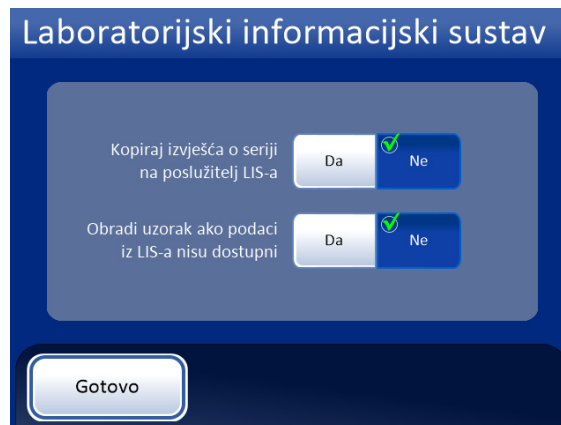 Laboratorijski informacijski sustav
Kopiraj izvješća o seriji
na poslužitelj LIS-a
Da
Ne
Obradi uzorak ako podaci
iz LIS-a nisu dostupni
Da
Ne
Gotovo